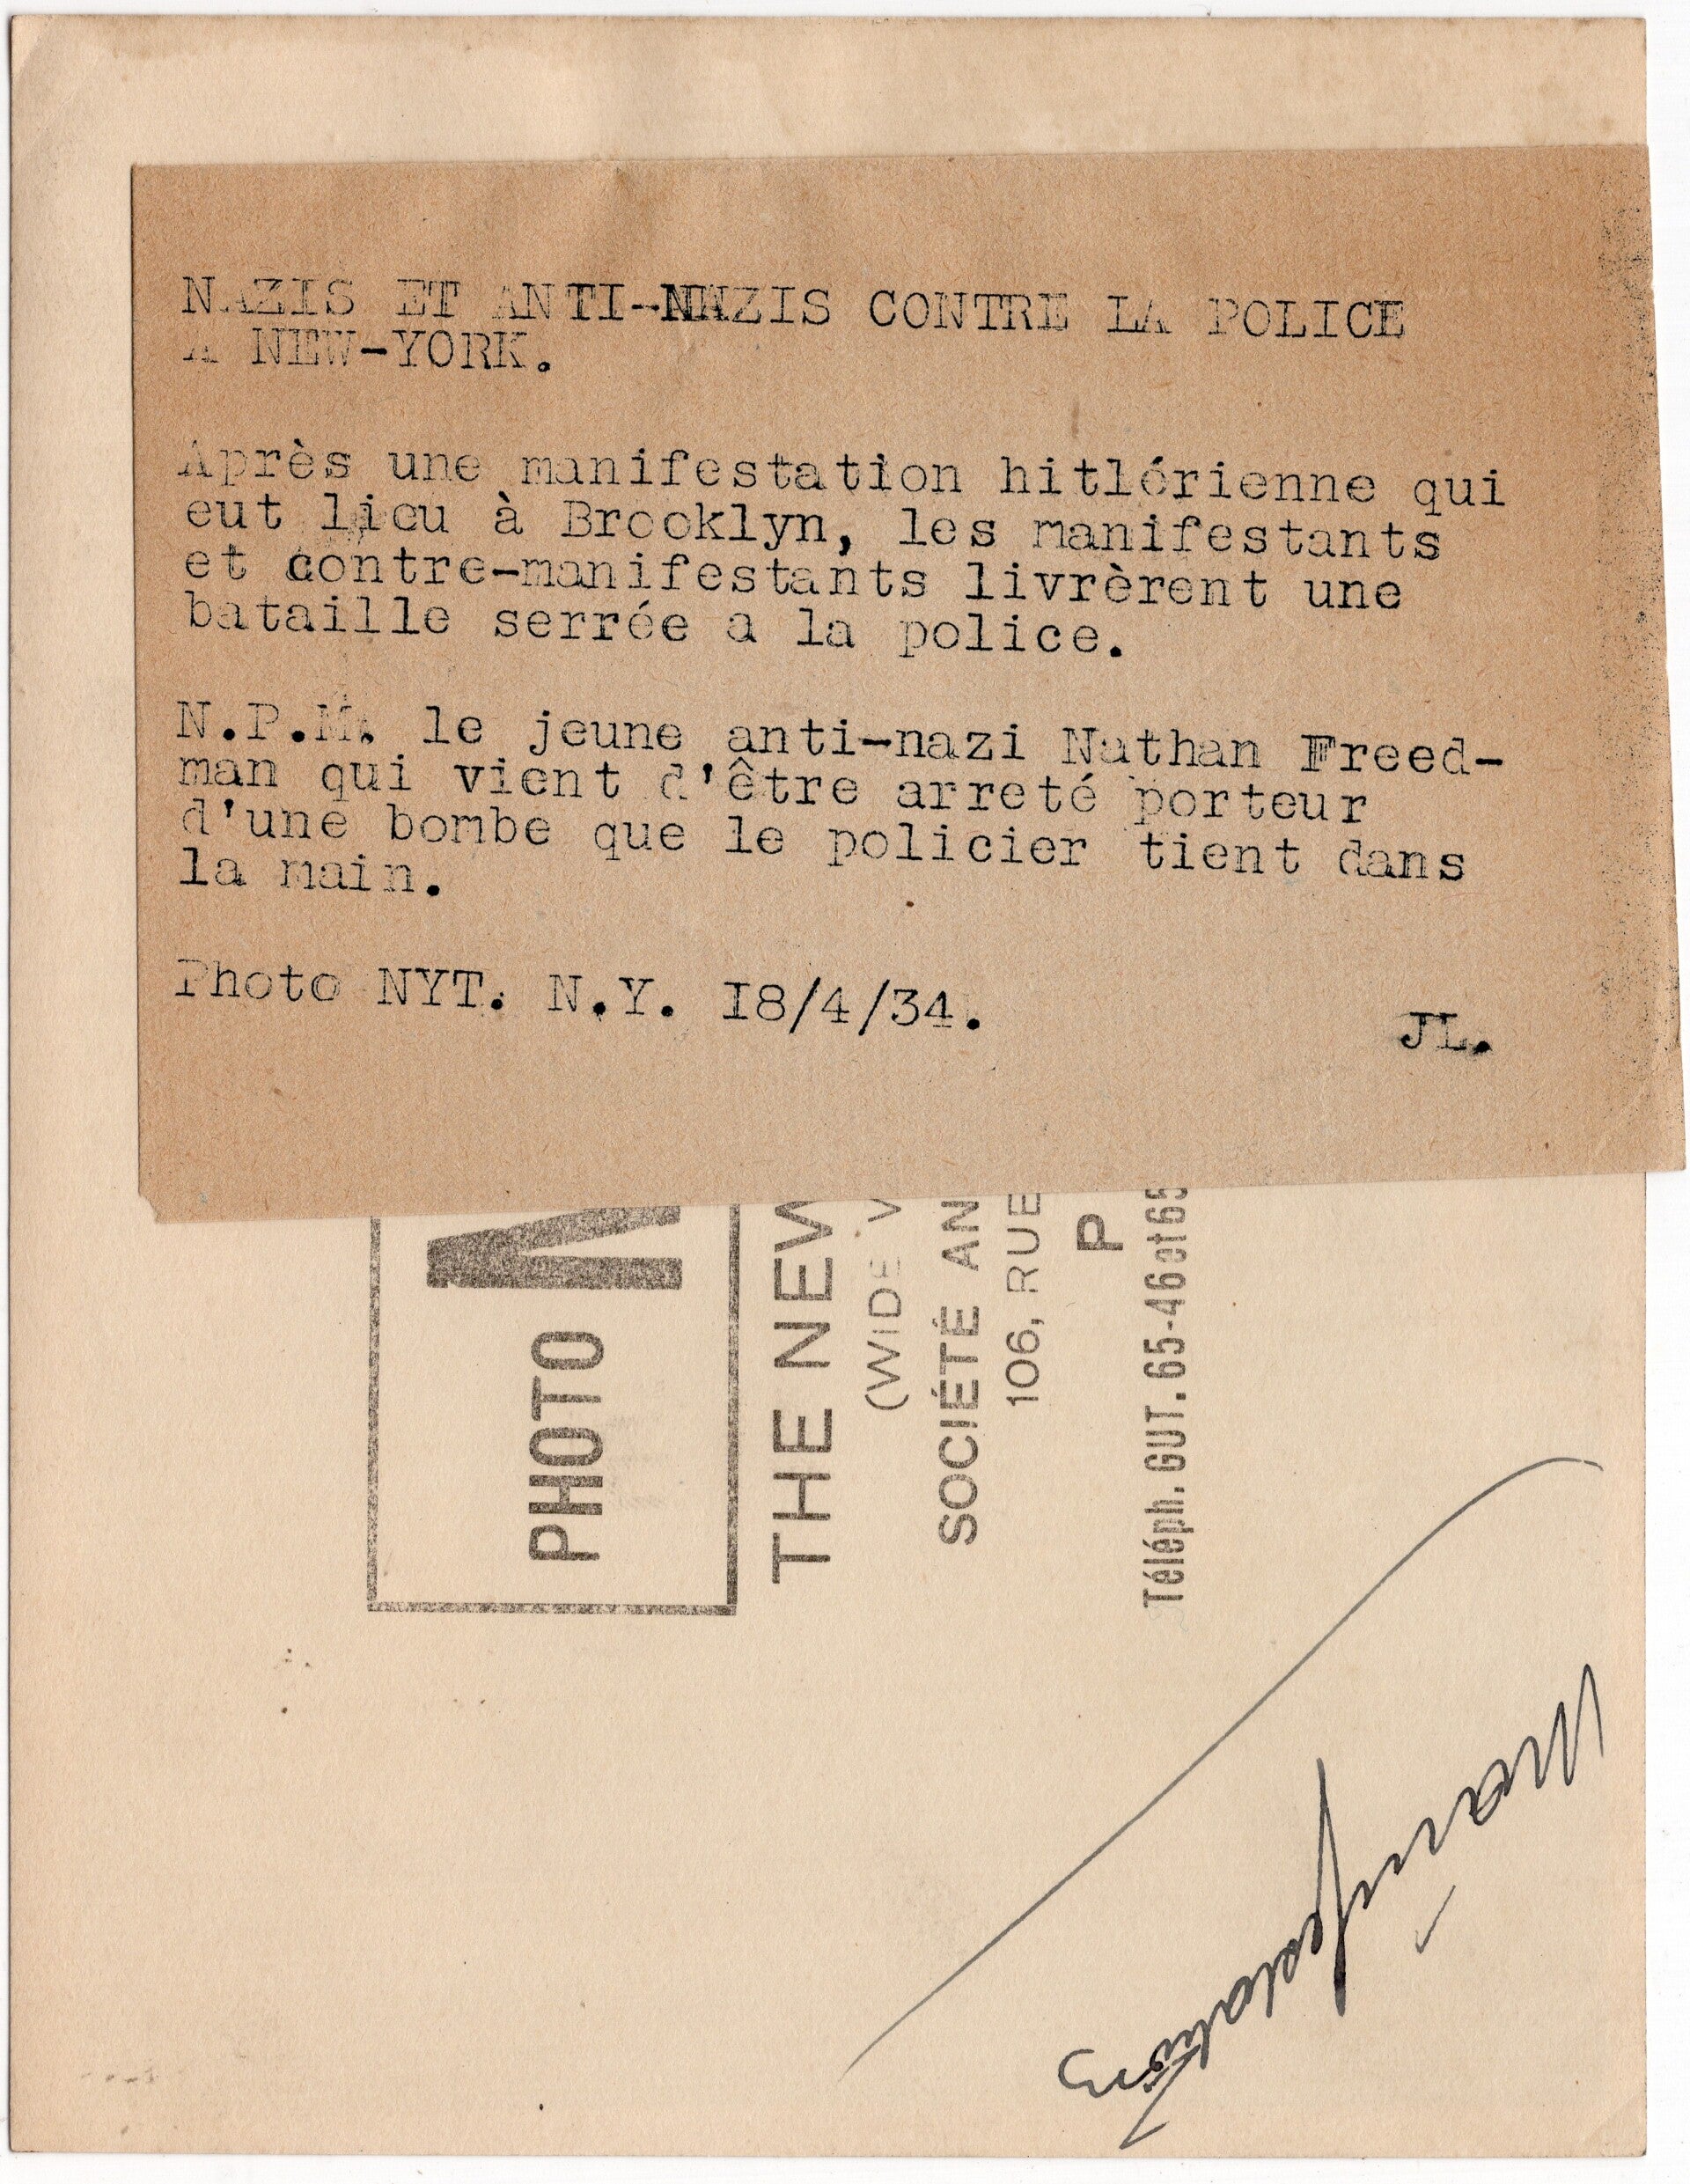 NAZIS ET ANTI-NAZIS CONTRE LA POLICE
A NEW-YORK.
Après une manifestation hitlérienne qui
eut lieu à Brooklyn, les manifestants
et contre-manifestants livrèrent une
bataille serrée a la police.
N.P.M. le jeune anti-nazi Nathan Freed-
man qui vient d'être arreté porteur
d'une bombe que le policier tient dans
la main.
Photo NYT. N.Y. I8/4/34.
JL.
PHOTO N
THE NEW
(WIDE W
SOCIÉTÉ AN
106, RUE
P
Téléph. GUT. 65-46 et 65
Manifestations